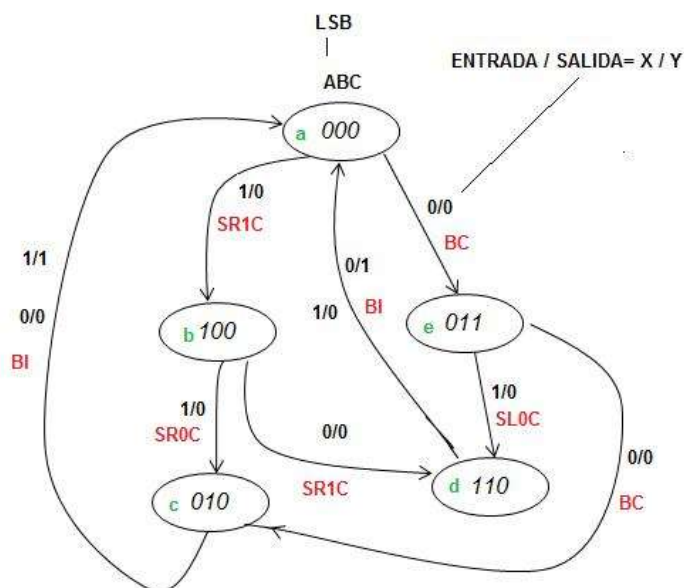 LSB
ENTRADA / SALIDA= X / Y
ABC
a 000
1/0
SR1C
0/0
BC
1/1
0/0
BI
0/1
1/0
BI
b 100
e 011
1/0
SR0C
0/0
SR1C
1/0
SL0C
0/0
BC
c 010
d 110